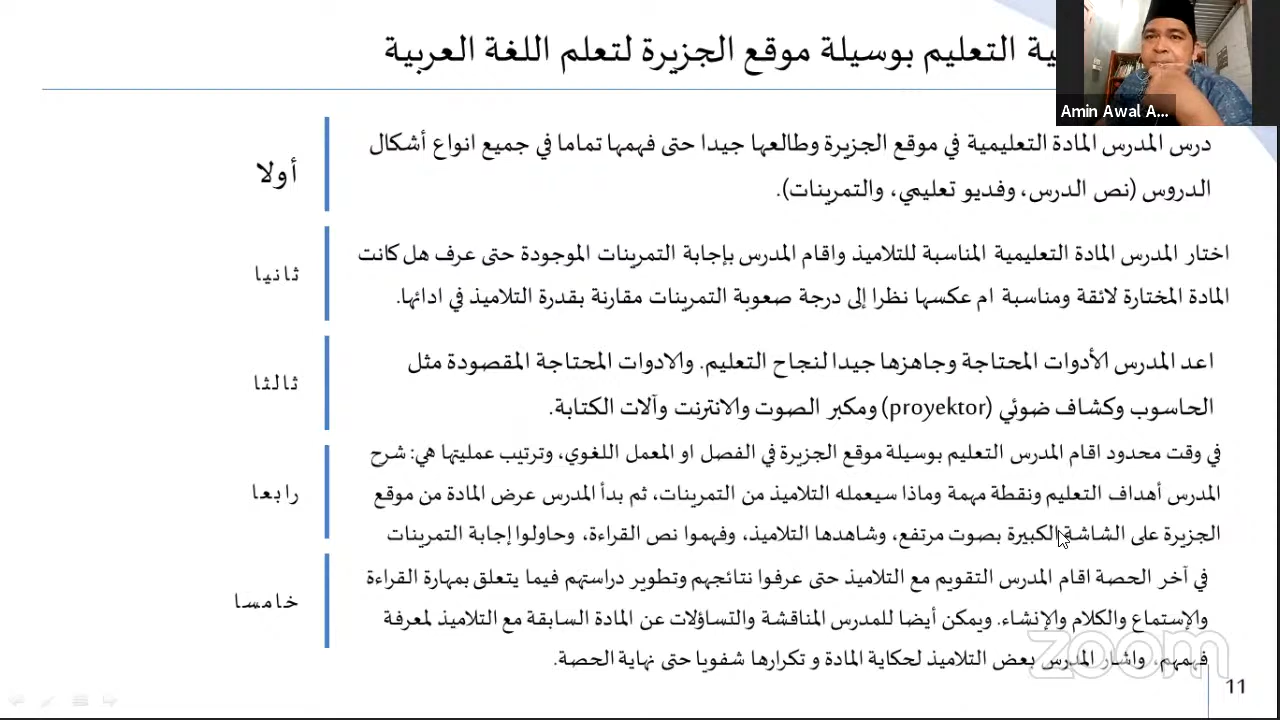 ية التعليم بوسيلة موقع الجزيرة لتعلم اللغة العربية
Amin Awal A...
أولا
درس المدرس المادة التعليمية في موقع الجزيرة وطالعها جيدا حتى فهمها تماما في جميع انواع أشكال
الدروس (نص الدرس، وفديو تعليمي، والتمرينات).
ثانيا
اختار المدرس المادة التعليمية المناسبة للتلاميذ واقام المدرس بإجابة التمرينات الموجودة حتى عرف هل كانت
المادة المختارة لائقة ومناسبة ام عكسها نظرا إلى درجة صعوبة التمرينات مقارنة بقدرة التلاميذ في ادائها.
ثالثا
اعد المدرس الأدوات المحتاجة وجاهزها جيدا لنجاح التعليم. والادوات المحتاجة المقصودة مثل
الحاسوب وكشاف ضوئي (proyektor) ومكبر الصوت والانترنت وآلات الكتابة.
رابعا
في وقت محدود اقام المدرس التعليم بوسيلة موقع الجزيرة في الفصل او المعمل اللغوي، وترتيب عمليتها هي: شرح
المدرس أهداف التعليم ونقطة مهمة وماذا سيعمله التلاميذ من التمرينات، ثم بدأ المدرس عرض المادة من موقع
الجزيرة على الشاشة الكبيرة بصوت مرتفع، وشاهدها التلاميذ، وفهموا نص القراءة، وحاولوا إجابة التمرينات
خامسا
في آخر الحصة اقام المدرس التقويم مع التلاميذ حتى عرفوا نتائجهم وتطوير دراستهم فيما يتعلق بمهارة القراءة
والإستماع والكلام والإنشاء. ويمكن أيضا للمدرس المناقشة والتساؤلات عن المادة السابقة مع التلاميذ لمعرفة
فهمهم، واشار المدرس بعض التلاميذ لحكاية المادة و تكرارها شفويا حتى نهاية الحصة.
zoom
11